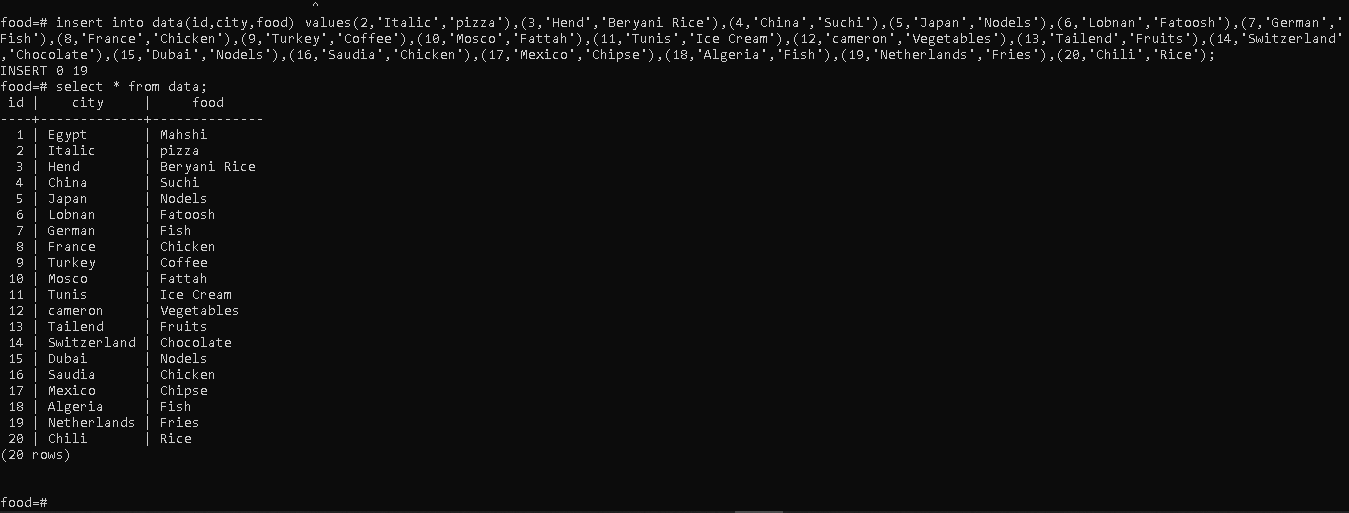 ^
food=# insert into data(id,city,food) values(2,'Italic','pizza'),(3,'Hend','Beryani Rice'),(4,'China','Suchi'),(5,'Japan','Nodels'),(6,'Lobnan','Fatoosh'),(7,'German','
Fish'),(8,'France','Chicken'),(9,'Turkey','Coffee'),(10,'Mosco','Fattah'),(11,'Tunis','Ice Cream'),(12,'cameron','Vegetables'),(13,'Tailend','Fruits'),(14,'Switzerland'
,'Chocolate'),(15,'Dubai','Nodels'),(16,'Saudia','Chicken'),(17,'Mexico','Chipse'),(18,'Algeria','Fish'),(19,'Netherlands','Fries'),(20,'Chili','Rice');
INSERT 0 19
food=# select * from data;
 id |    city     |     food
----+-------------+--------------
  1 | Egypt       | Mahshi
  2 | Italic      | pizza
  3 | Hend        | Beryani Rice
  4 | China       | Suchi
  5 | Japan       | Nodels
  6 | Lobnan      | Fatoosh
  7 | German      | Fish
  8 | France      | Chicken
  9 | Turkey      | Coffee
 10 | Mosco       | Fattah
 11 | Tunis       | Ice Cream
 12 | cameron     | Vegetables
 13 | Tailend     | Fruits
 14 | Switzerland | Chocolate
 15 | Dubai       | Nodels
 16 | Saudia      | Chicken
 17 | Mexico      | Chipse
 18 | Algeria     | Fish
 19 | Netherlands | Fries
 20 | Chili       | Rice
(20 rows)
food=#